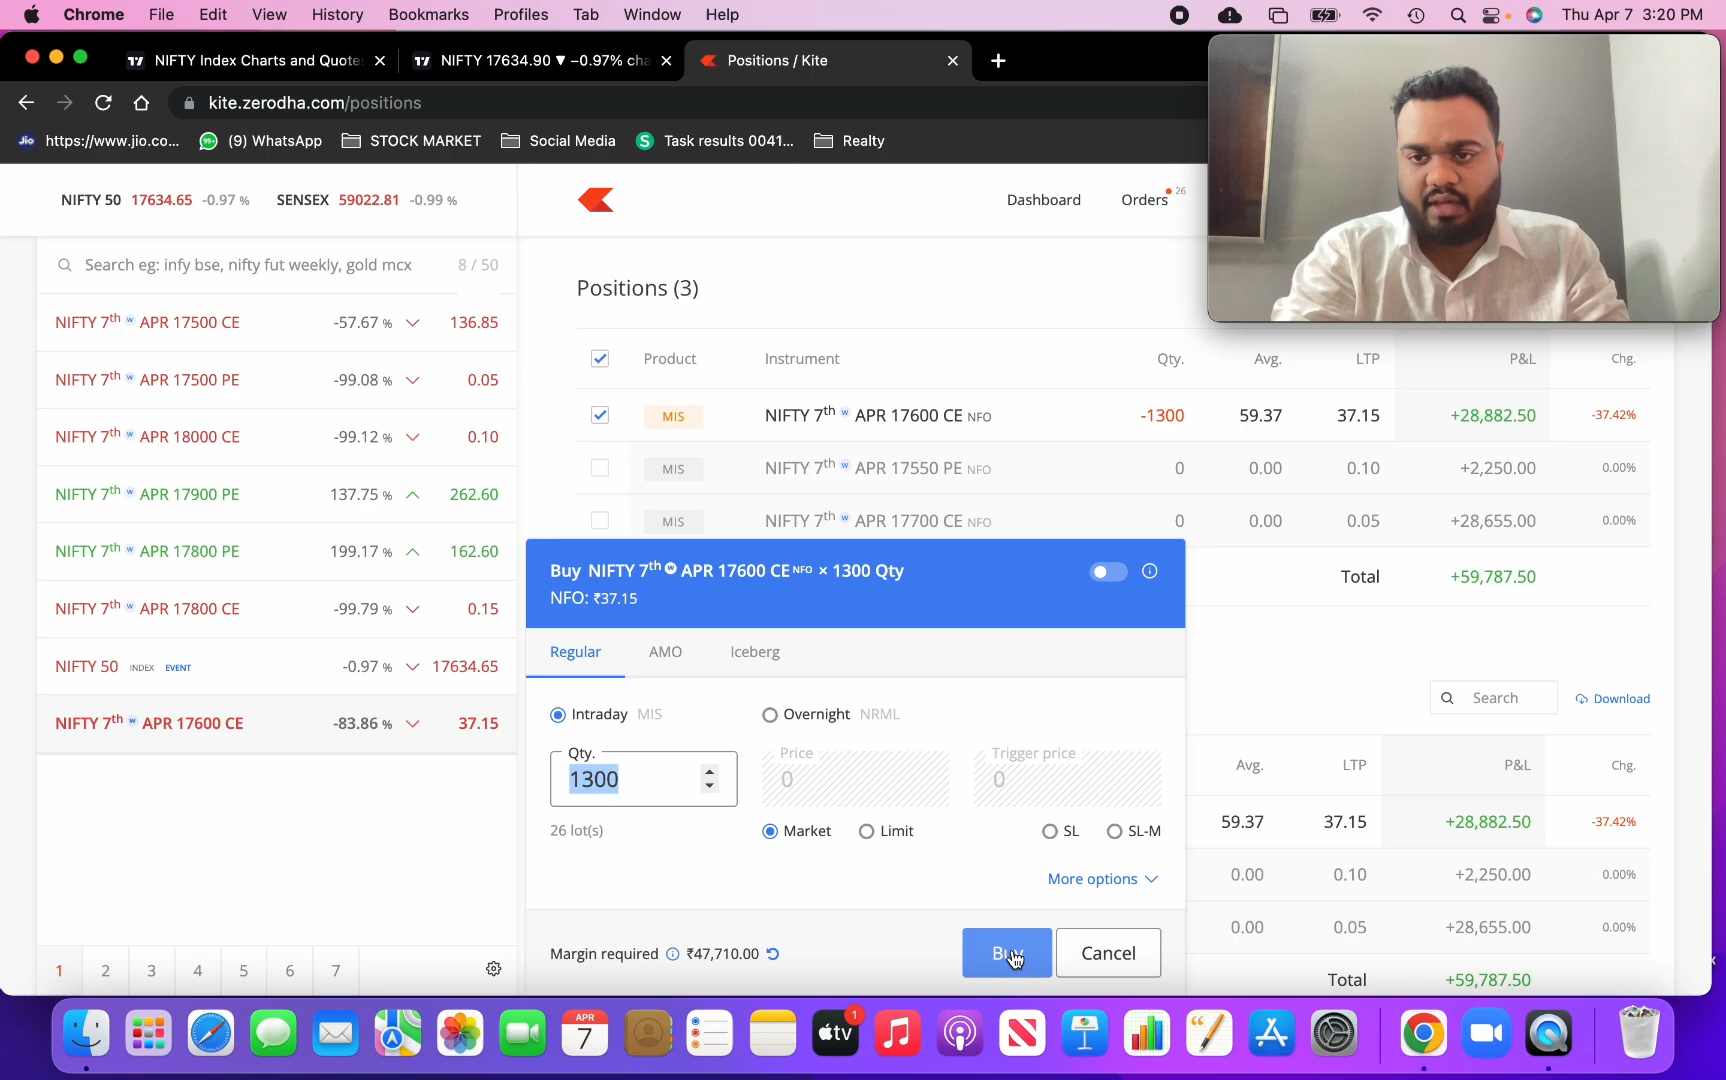 Chrome File Edit View History Bookmarks Profiles Tab Window Help Thu Apr 7 3:20 PM
NIFTY Index Charts and Quote NIFTY 17634.90 ▼ −0.97% cha Positions / Kite
kite.zerodha.com/positions
Jio https://www.jio.co... 99+ (9) WhatsApp STOCK MARKET Social Media S Task results 0041... Realty
NIFTY 50 17634.65 -0.97 % SENSEX 59022.81 -0.99 % Dashboard Orders 26
Search eg: infy bse, nifty fut weekly, gold mcx 8 / 50
NIFTY 7th w APR 17500 CE -57.67 % 136.85
NIFTY 7th w APR 17500 PE -99.08 % 0.05
NIFTY 7th w APR 18000 CE -99.12 % 0.10
NIFTY 7th w APR 17900 PE 137.75 % 262.60
NIFTY 7th w APR 17800 PE 199.17 % 162.60
NIFTY 7th w APR 17800 CE -99.79 % 0.15
NIFTY 50 INDEX EVENT -0.97 % 17634.65
NIFTY 7th w APR 17600 CE -83.86 % 37.15
1 2 3 4 5 6 7
Positions (3)
Product Instrument Qty. Avg. LTP P&L Chg.
MIS NIFTY 7th w APR 17600 CE NFO -1300 59.37 37.15 +28,882.50 -37.42%
MIS NIFTY 7th w APR 17550 PE NFO 0 0.00 0.10 +2,250.00 0.00%
MIS NIFTY 7th w APR 17700 CE NFO 0 0.00 0.05 +28,655.00 0.00%
Total +59,787.50
Buy NIFTY 7th w APR 17600 CE NFO × 1300 Qty
NFO: ₹37.15
Regular AMO Iceberg
Intraday MIS Overnight NRML
Qty. Price Trigger price
1300 0 0
26 lot(s) Market Limit SL SL-M
More options
Margin required ₹47,710.00 Buy Cancel
Search Download
Avg. LTP P&L Chg.
59.37 37.15 +28,882.50 -37.42%
0.00 0.10 +2,250.00 0.00%
0.00 0.05 +28,655.00 0.00%
Total +59,787.50
APR
7
tv
1